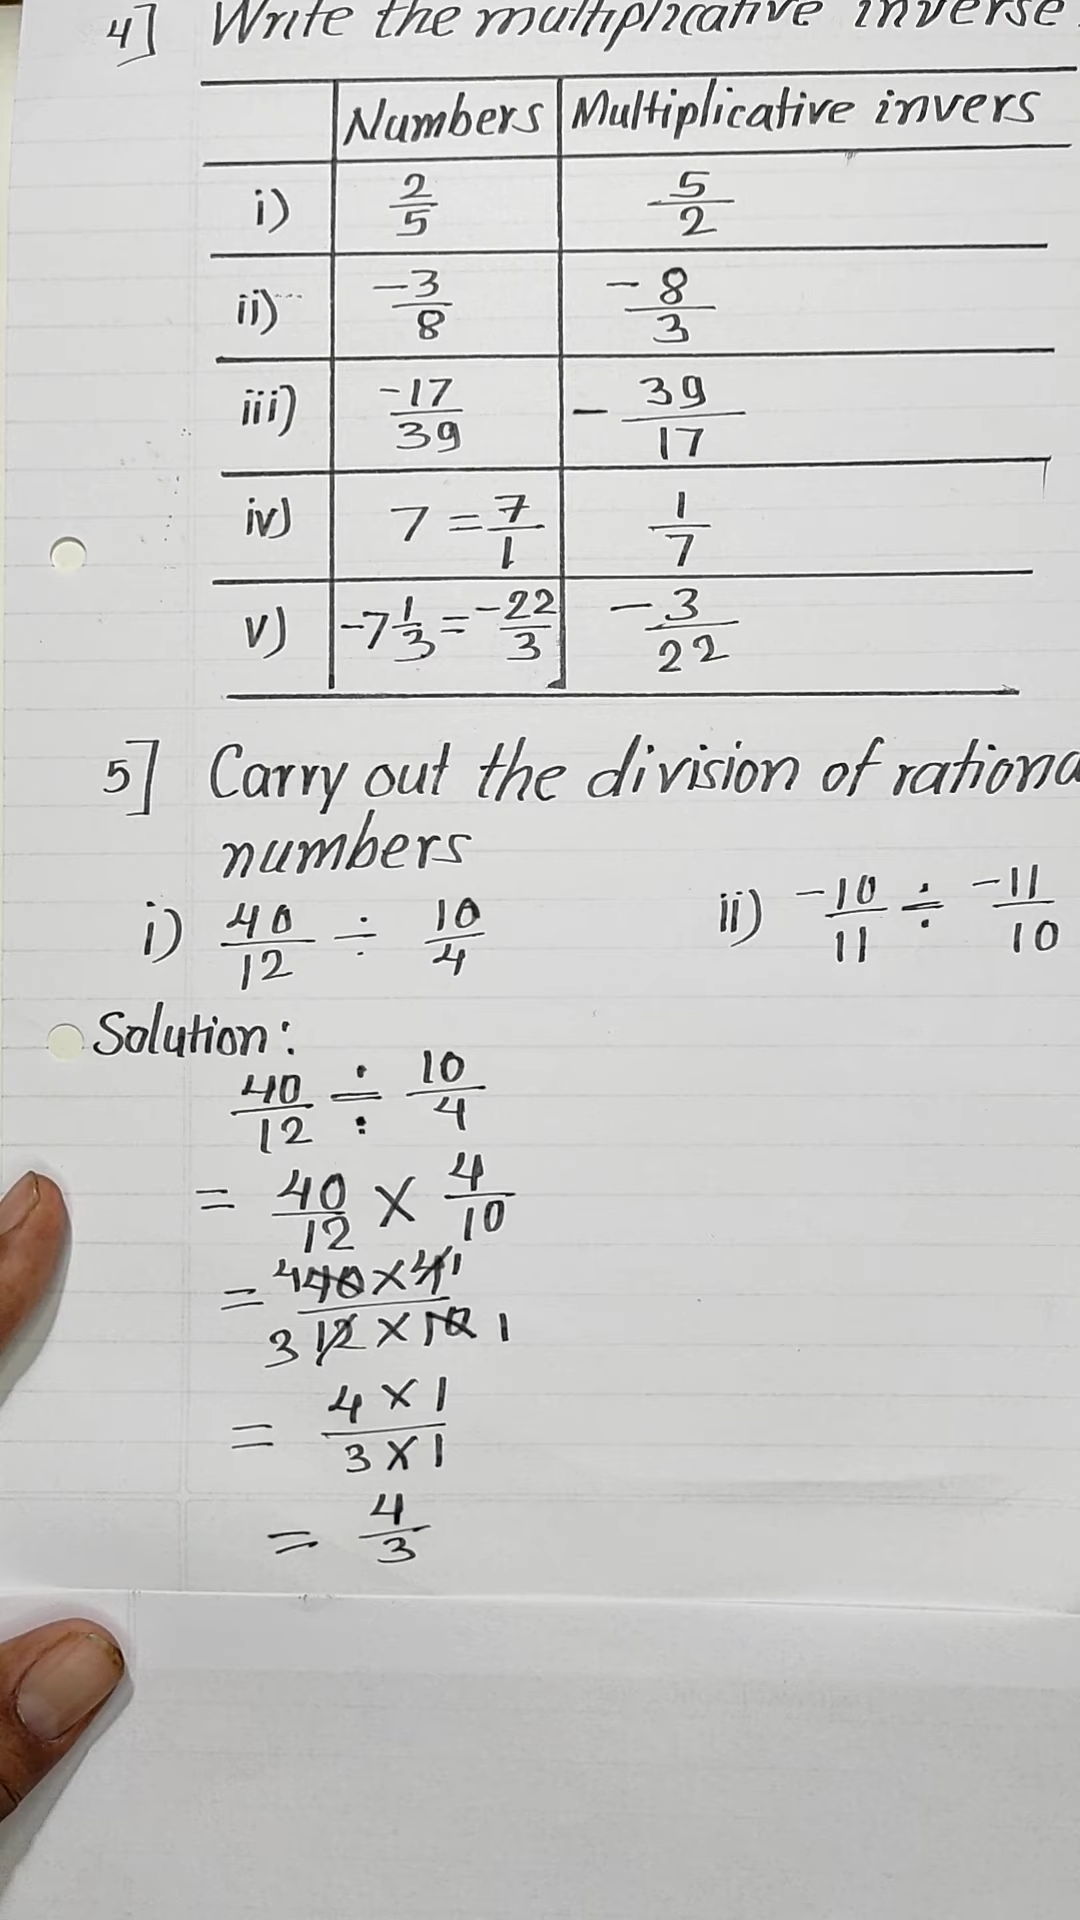 4] Write the multiplicative inverse
Numbers | Multiplicative invers
i) 2/5 | 5/2
ii) -3/8 | -8/3
iii) -17/39 | -39/17
iv) 7 = 7/1 | 1/7
v) -7 1/3 = -22/3 | -3/22
5] Carry out the division of rationa
numbers
i) 40/12 ÷ 10/4 ii) -10/11 ÷ -11/10
Solution:
40/12 ÷ 10/4
= 40/12 × 4/10
= 4 40 × 4 1 / 3 12 × 10 1
= 4 × 1 / 3 × 1
= 4/3